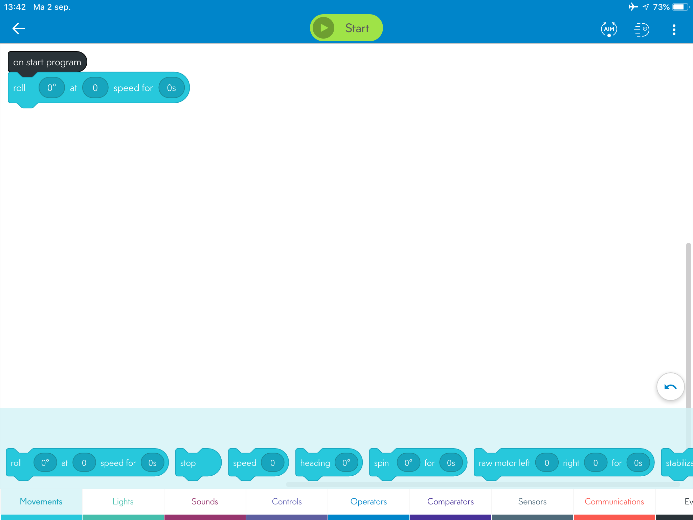 13:42 Ma 2 sep. 73%
Start
AIM
on start program
roll 0° at 0 speed for 0s
roll 0° at 0 speed for 0s stop speed 0 heading 0° spin 0° for 0s raw motor left 0 right 0 for 0s stabiliz
Movements Lights Sounds Controls Operators Comparators Sensors Communications Ev